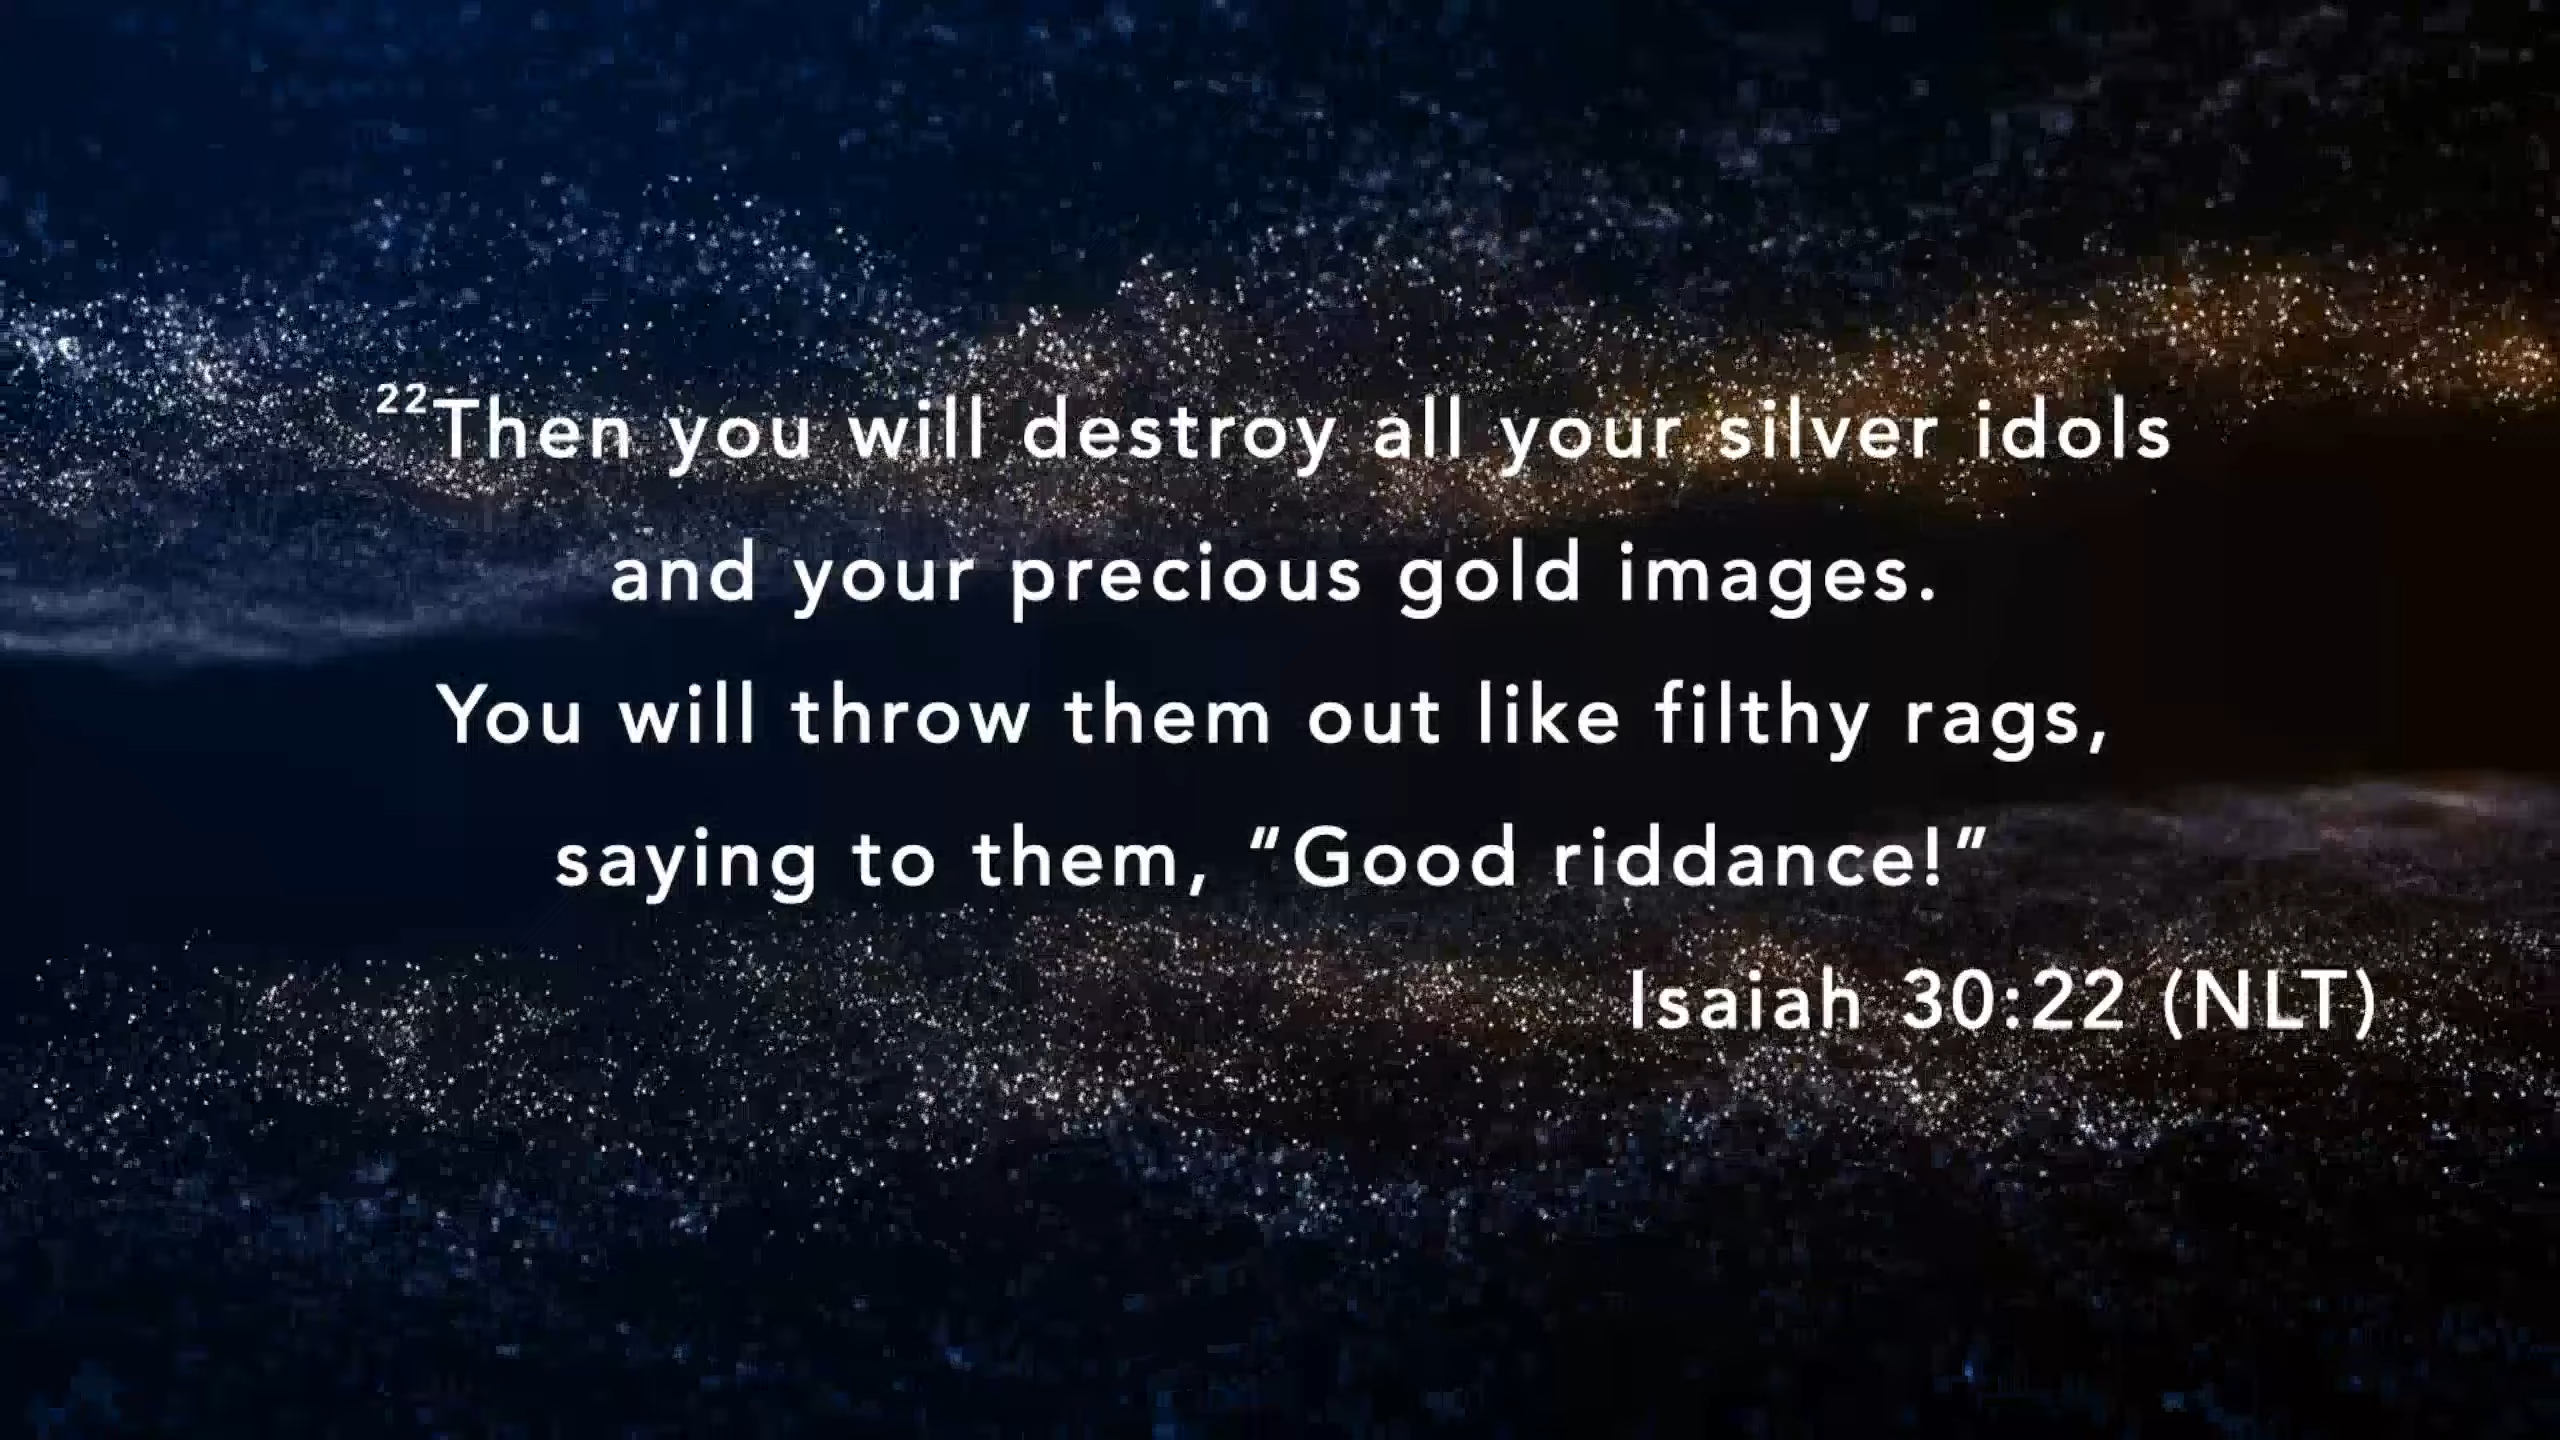 ²²Then you will destroy all your silver idols
and your precious gold images.
You will throw them out like filthy rags,
saying to them, “Good riddance!”
Isaiah 30:22 (NLT)